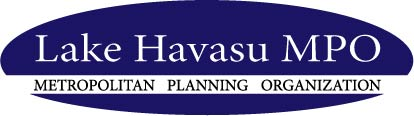 Lake Havasu MPO
METROPOLITAN PLANNING ORGANIZATION